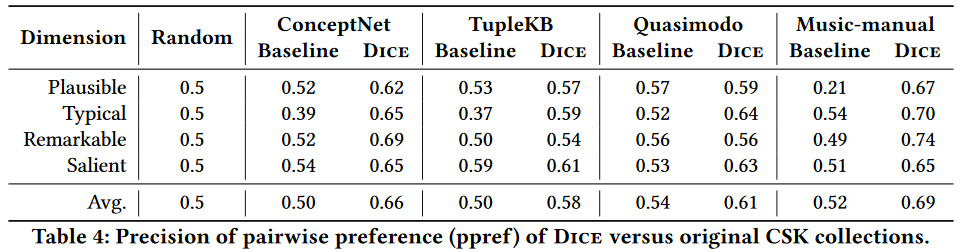 Dimension Random ConceptNet TupleKB Quasimodo Music-manual
Baseline DICE Baseline DICE Baseline DICE Baseline DICE
Plausible 0.5 0.52 0.62 0.53 0.57 0.57 0.59 0.21 0.67
Typical 0.5 0.39 0.65 0.37 0.59 0.52 0.64 0.54 0.70
Remarkable 0.5 0.52 0.69 0.50 0.54 0.56 0.56 0.49 0.74
Salient 0.5 0.54 0.65 0.59 0.61 0.53 0.63 0.51 0.65
Avg. 0.5 0.50 0.66 0.50 0.58 0.54 0.61 0.52 0.69
Table 4: Precision of pairwise preference (ppref) of DICE versus original CSK collections.